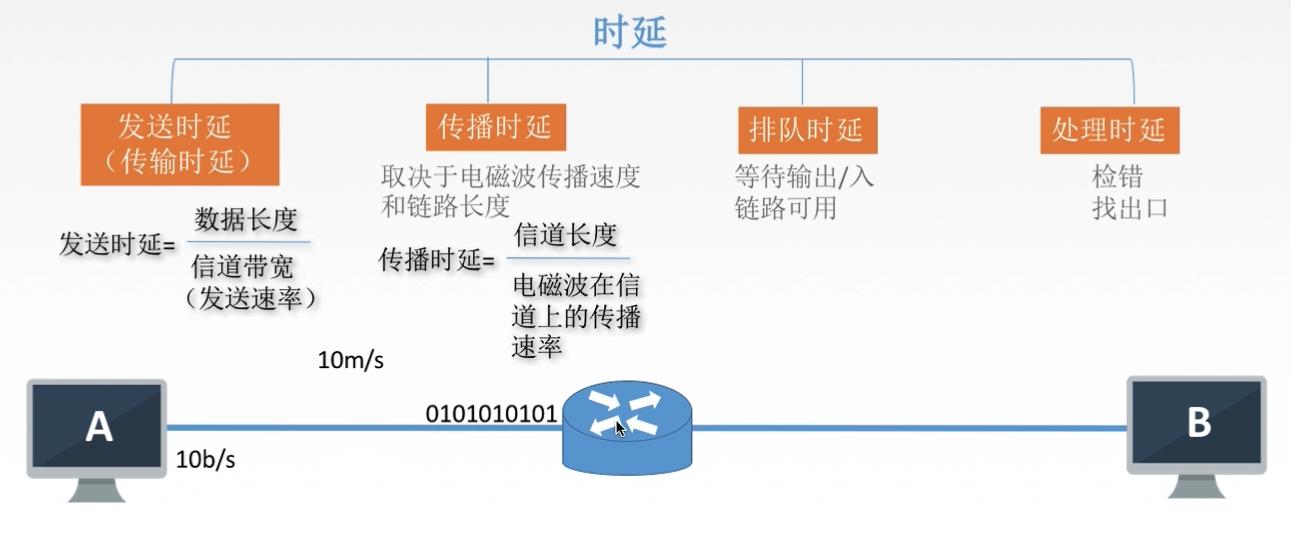 时延
发送时延
（传输时延）
传播时延
排队时延
处理时延
取决于电磁波传播速度
和链路长度
等待输出/入
链路可用
检错
找出口
发送时延=
数据长度
信道带宽
（发送速率）
传播时延=
信道长度
电磁波在信
道上的传播
速率
10m/s
A
0101010101
B
10b/s